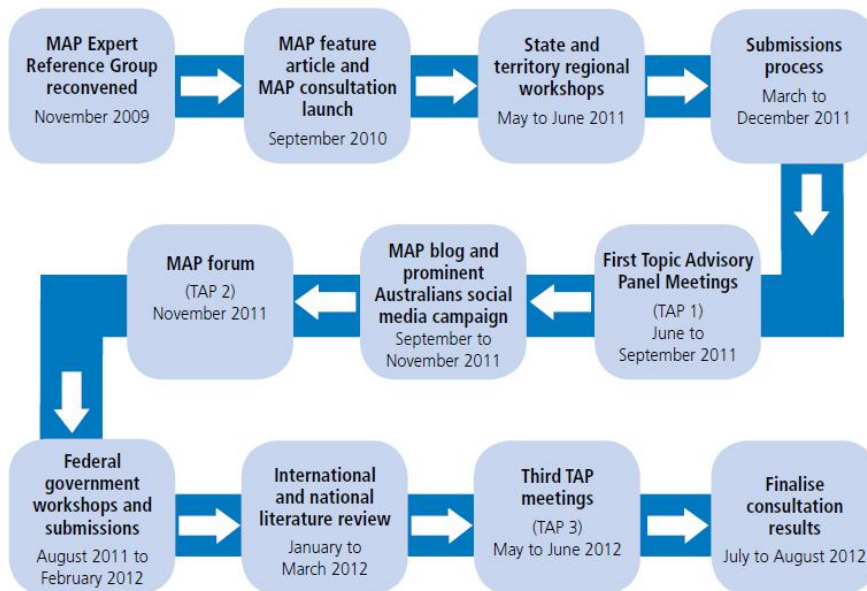 MAP Expert
Reference Group
reconvened
November 2009
MAP feature
article and
MAP consultation
launch
September 2010
State and
territory regional
workshops
May to June 2011
Submissions
process
March to
December 2011
First Topic Advisory
Panel Meetings
(TAP 1)
June to
September 2011
MAP blog and
prominent
Australians social
media campaign
September to
November 2011
MAP forum
(TAP 2)
November 2011
Federal
government
workshops and
submissions
August 2011 to
February 2012
International
and national
literature review
January to
March 2012
Third TAP
meetings
(TAP 3)
May to June 2012
Finalise
consultation
results
July to August 2012